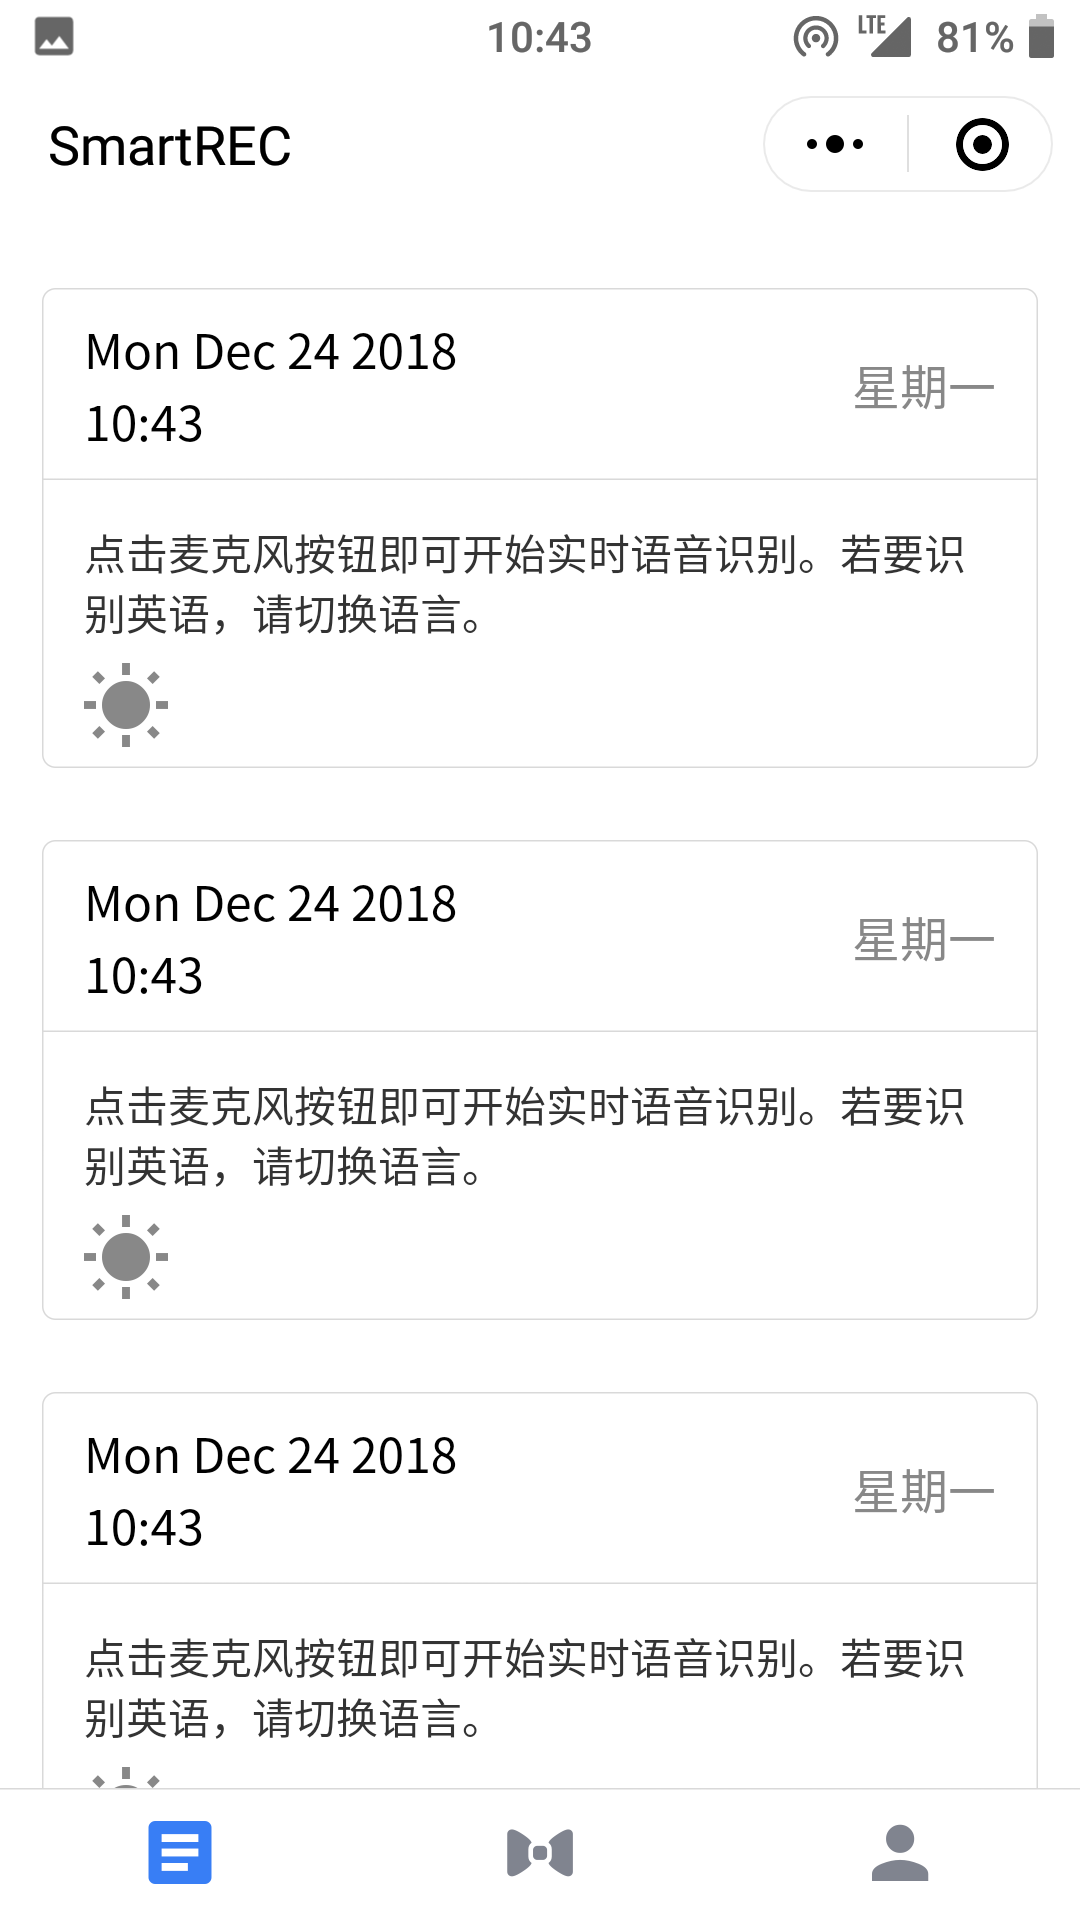 10:43
LTE
81%
SmartREC
Mon Dec 24 2018
10:43
星期一
点击麦克风按钮即可开始实时语音识别。若要识
别英语，请切换语言。
Mon Dec 24 2018
10:43
星期一
点击麦克风按钮即可开始实时语音识别。若要识
别英语，请切换语言。
Mon Dec 24 2018
10:43
星期一
点击麦克风按钮即可开始实时语音识别。若要识
别英语，请切换语言。